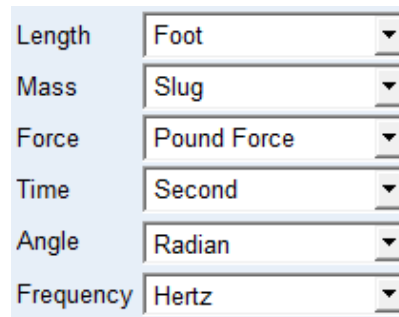 Length Foot
Mass Slug
Force Pound Force
Time Second
Angle Radian
Frequency Hertz